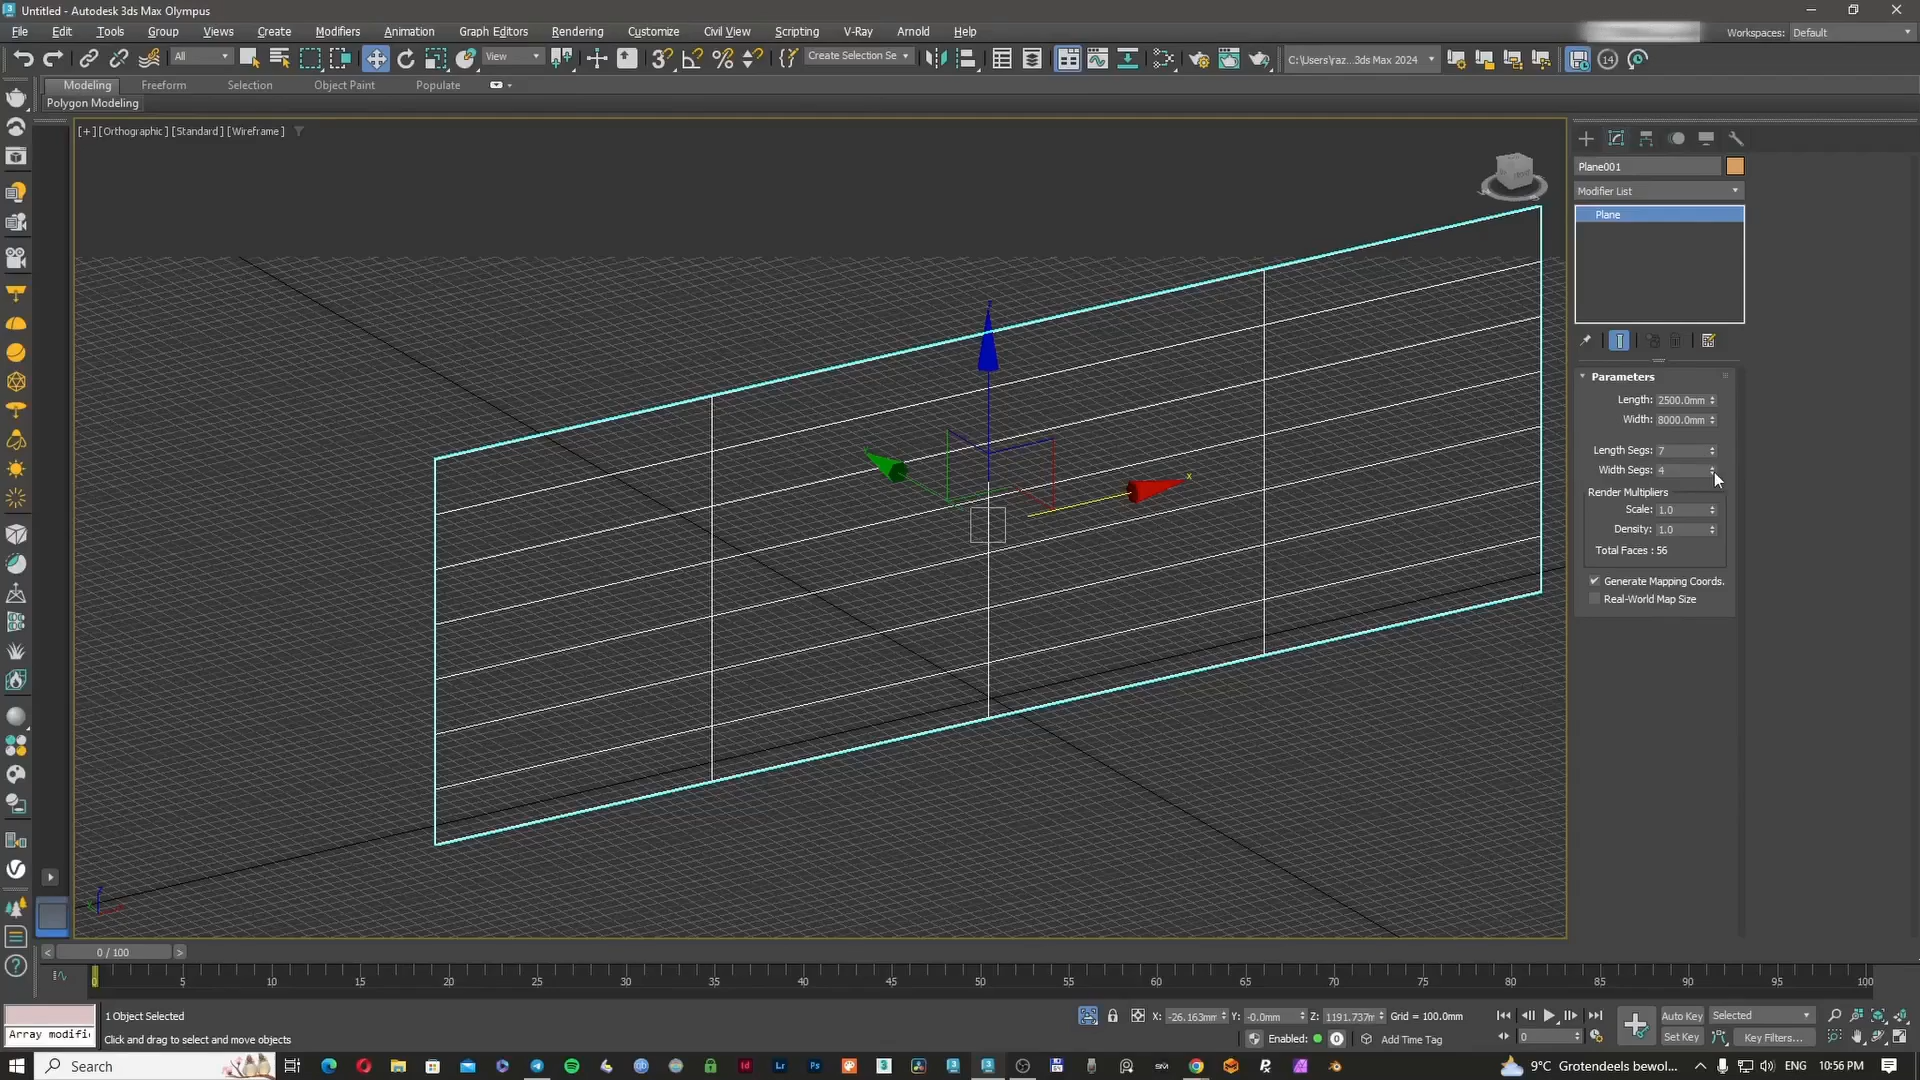 Untitled - Autodesk 3ds Max Olympus
File Edit Tools Group Views Create Modifiers Animation Graph Editors Rendering Customize Civil View Scripting V-Ray Arnold Help
Workspaces: Default
All View Create Selection Se C:\Users\raz...3ds Max 2024 14
Modeling Freeform Selection Object Paint Populate
Polygon Modeling
[+] [Orthographic] [Standard] [Wireframe]
Plane001
Modifier List
Plane
Parameters
Length: 2500.0mm
Width: 8000.0mm
Length Segs: 7
Width Segs: 4
Render Multipliers
Scale: 1.0
Density: 1.0
Total Faces : 56
Generate Mapping Coords.
Real-World Map Size
x
z
0 / 100
0 5 10 15 20 25 30 35 40 45 50 55 60 65 70 75 80 85 90 95 100
1 Object Selected
X: -26.163mm Y: -0.0mm Z: 1191.737m Grid = 100.0mm
Auto Key Selected
Array modifi
Click and drag to select and move objects
Enabled: 0 Add Time Tag
0
Set Key Key Filters...
Search
9°C Grotendeels bewol... ENG 10:56 PM